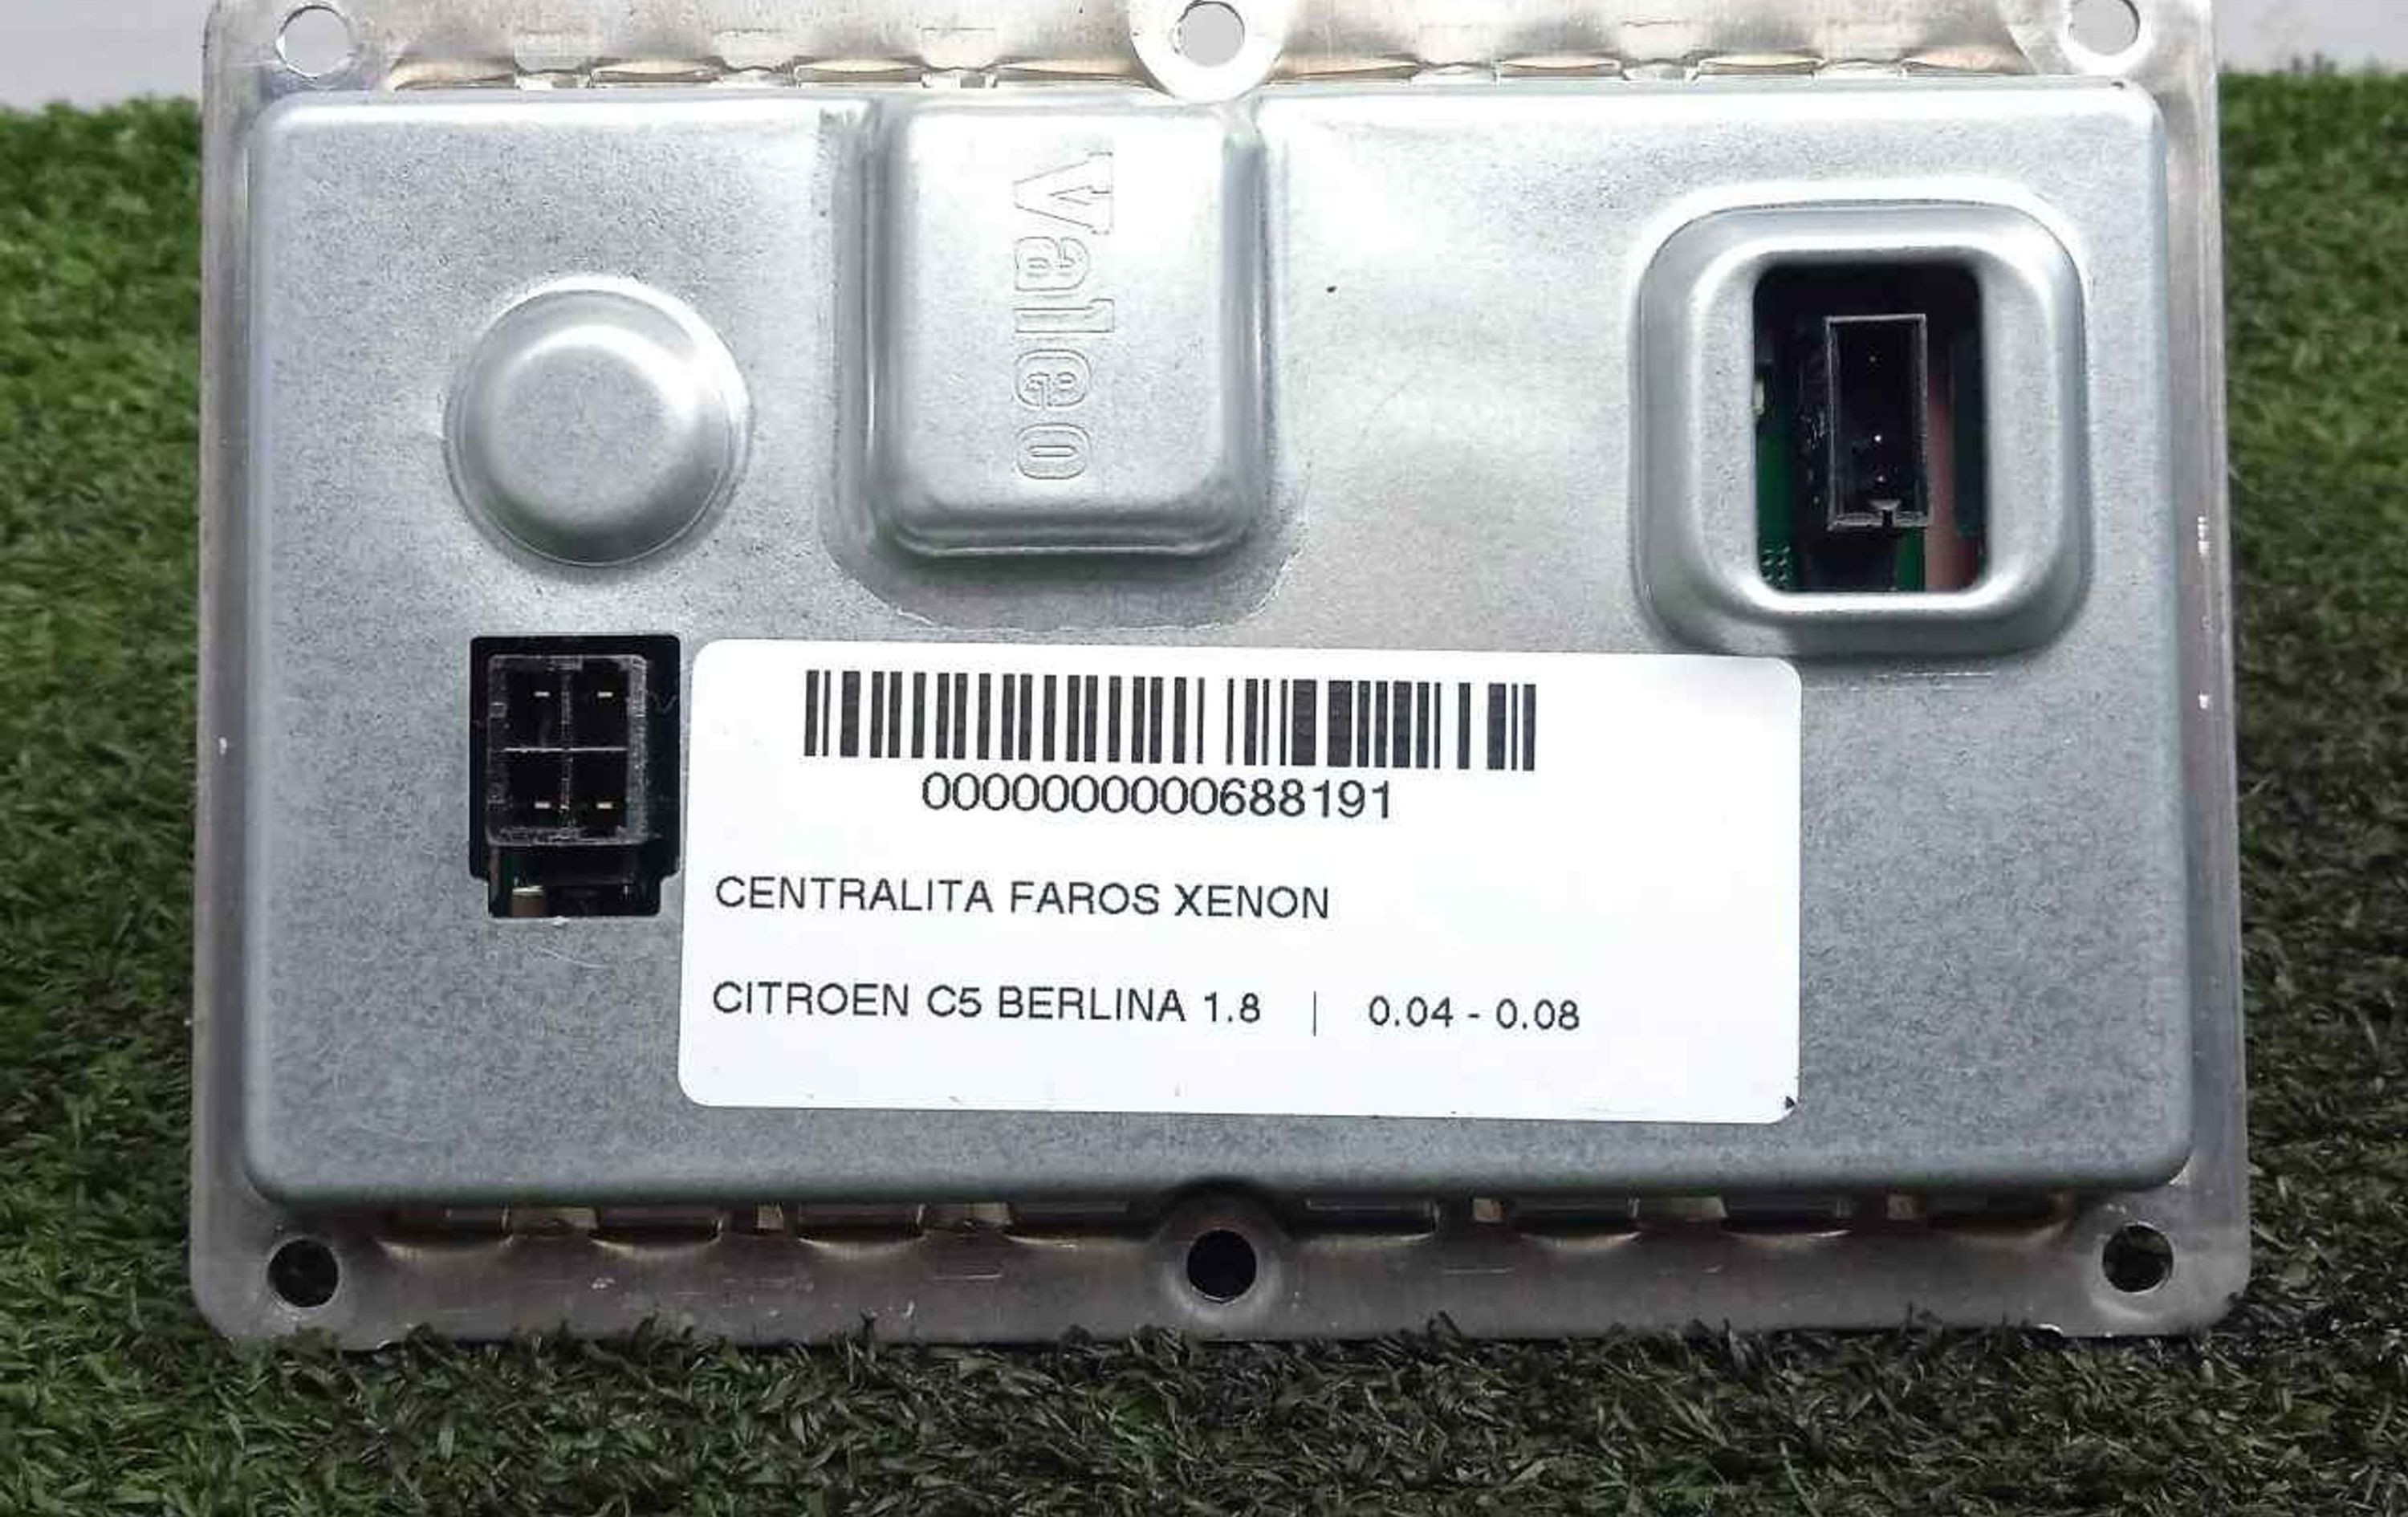 Valeo
0000000000688191
CENTRALITA FAROS XENON
CITROEN C5 BERLINA 1.8 | 0.04 - 0.08